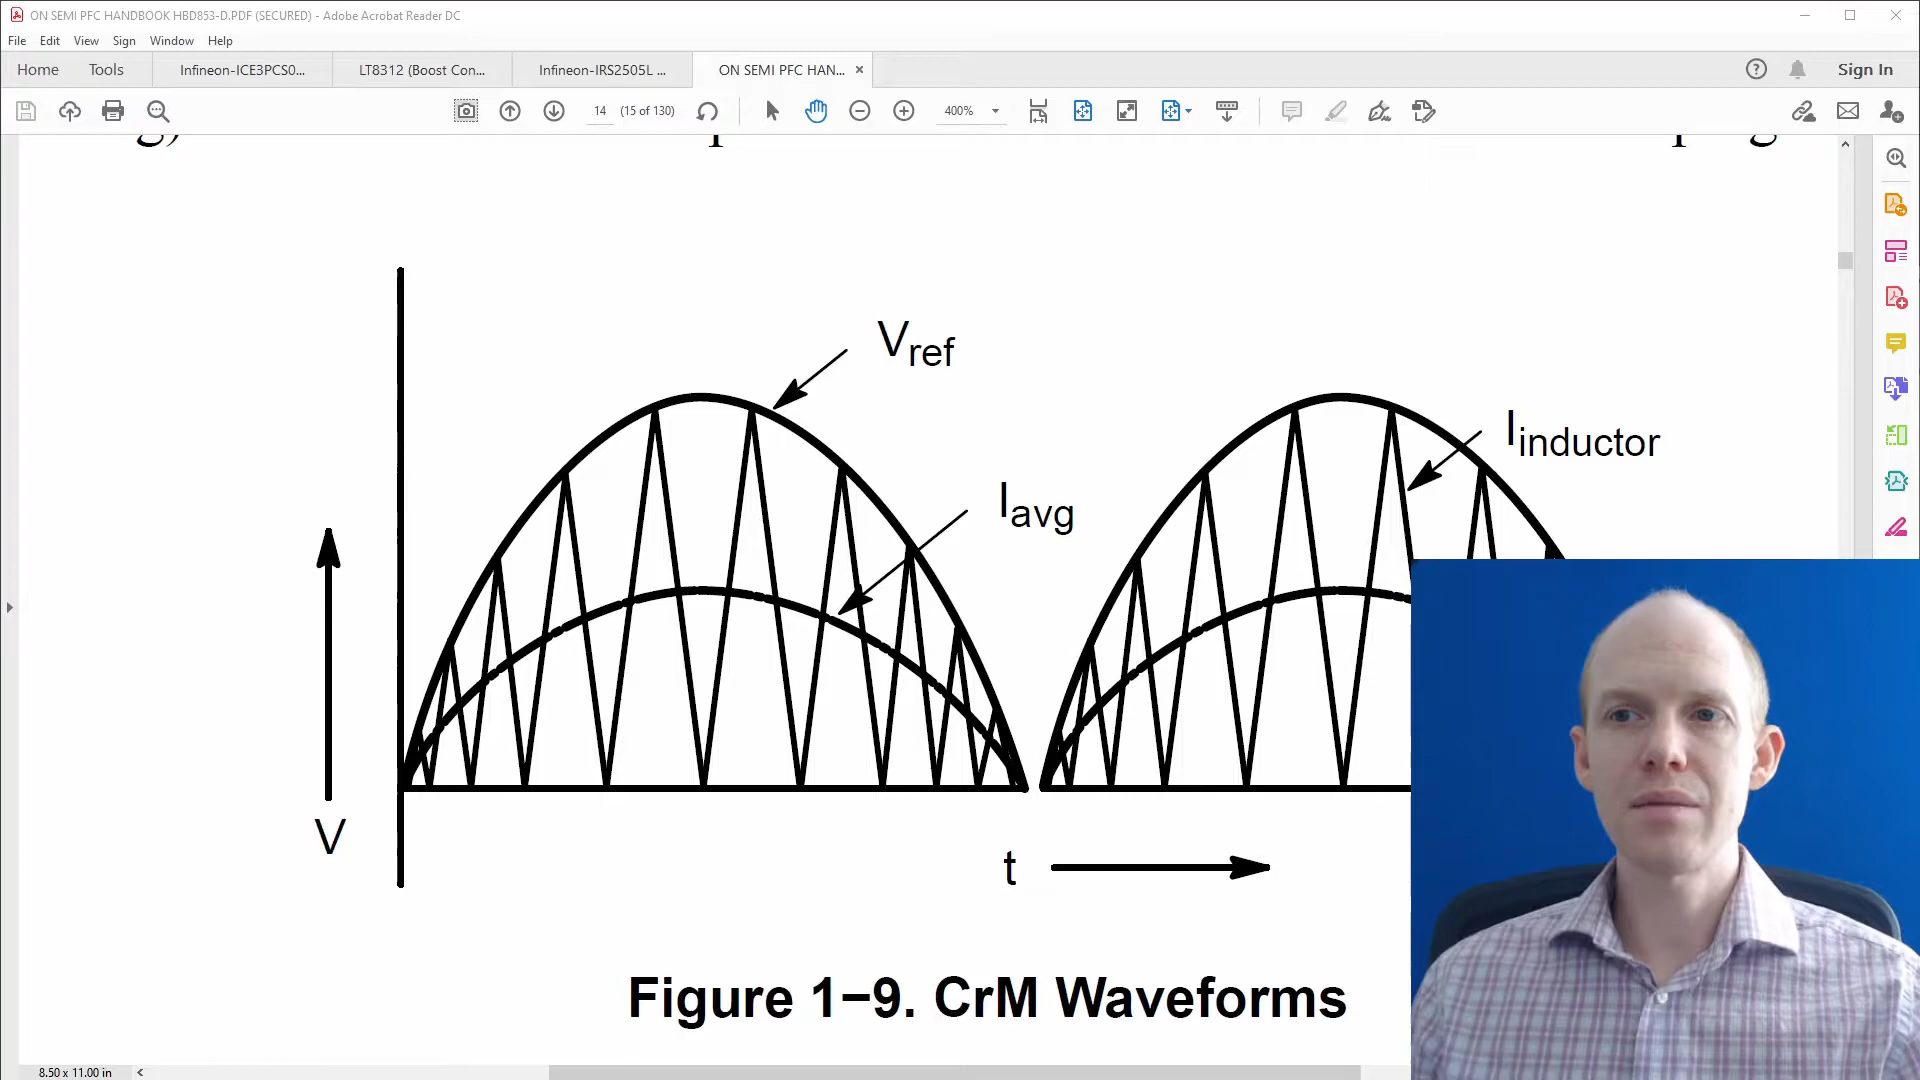 ON SEMI PFC HANDBOOK HBD853-D.PDF (SECURED) - Adobe Acrobat Reader DC
File Edit View Sign Window Help
Home Tools Infineon-ICE3PCS0... LT8312 (Boost Con... Infineon-IRS2505L ... ON SEMI PFC HAN... × Sign In
14 (15 of 130) 400%
Vref
Iinductor
Iavg
V
t
Figure 1−9. CrM Waveforms
8.50 x 11.00 in